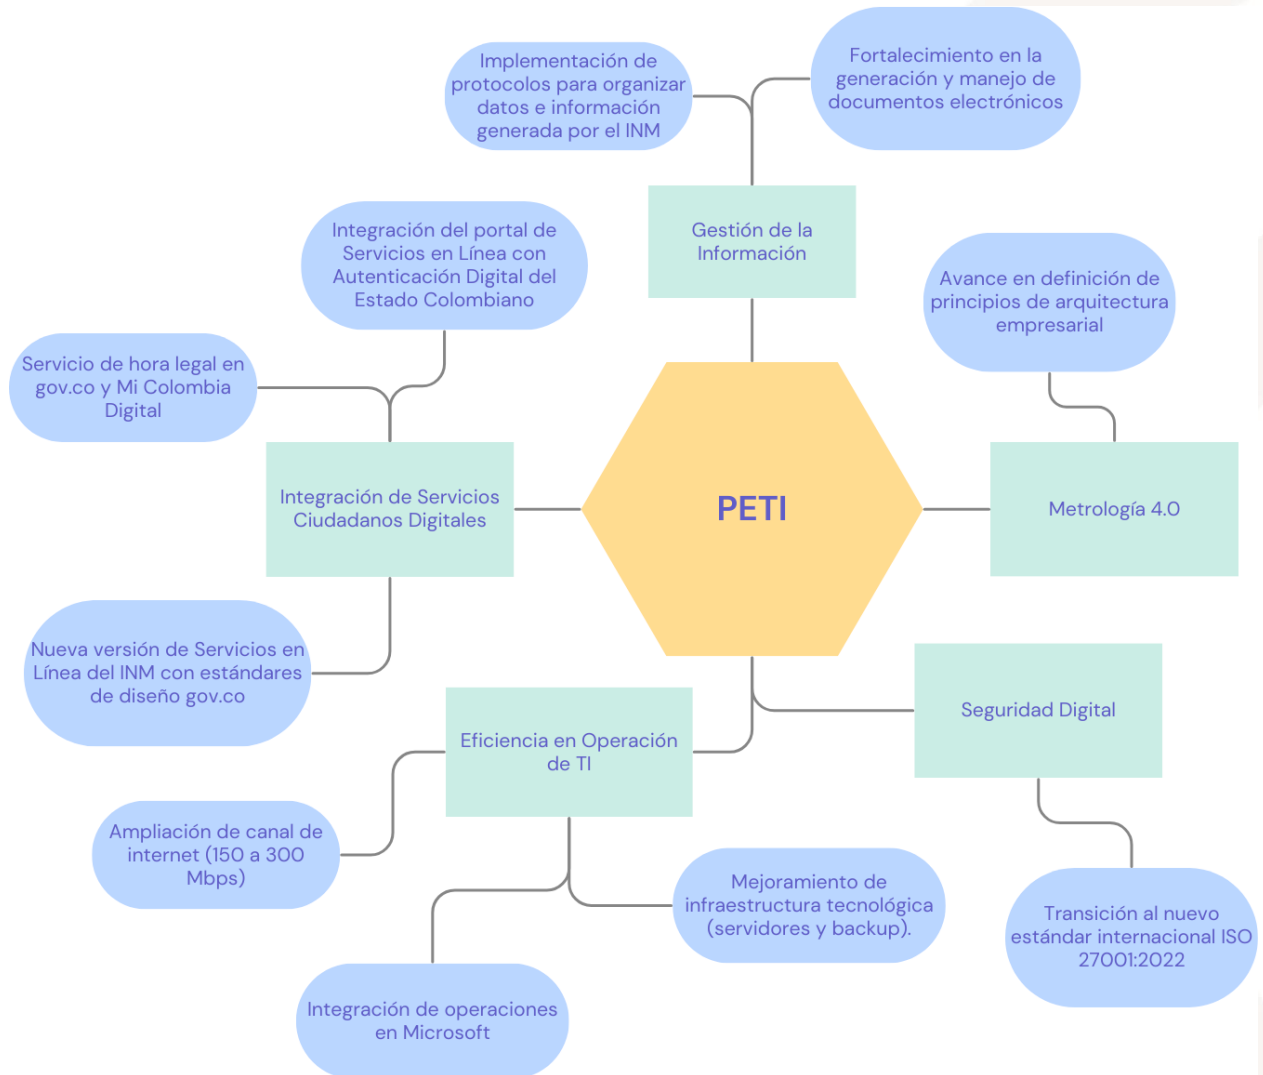 Implementación de
protocolos para organizar
datos e información
generada por el INM
Fortalecimiento en la
generación y manejo de
documentos electrónicos
Gestión de la
Información
Integración del portal de
Servicios en Línea con
Autenticación Digital del
Estado Colombiano
Avance en definición de
principios de arquitectura
empresarial
Servicio de hora legal en
gov.co y Mi Colombia
Digital
Integración de Servicios
Ciudadanos Digitales
PETI
Metrología 4.0
Nueva versión de Servicios en
Línea del INM con estándares
de diseño gov.co
Eficiencia en Operación
de TI
Seguridad Digital
Ampliación de canal de
internet (150 a 300
Mbps)
Mejoramiento de
infraestructura tecnológica
(servidores y backup).
Transición al nuevo
estándar internacional ISO
27001:2022
Integración de operaciones
en Microsoft